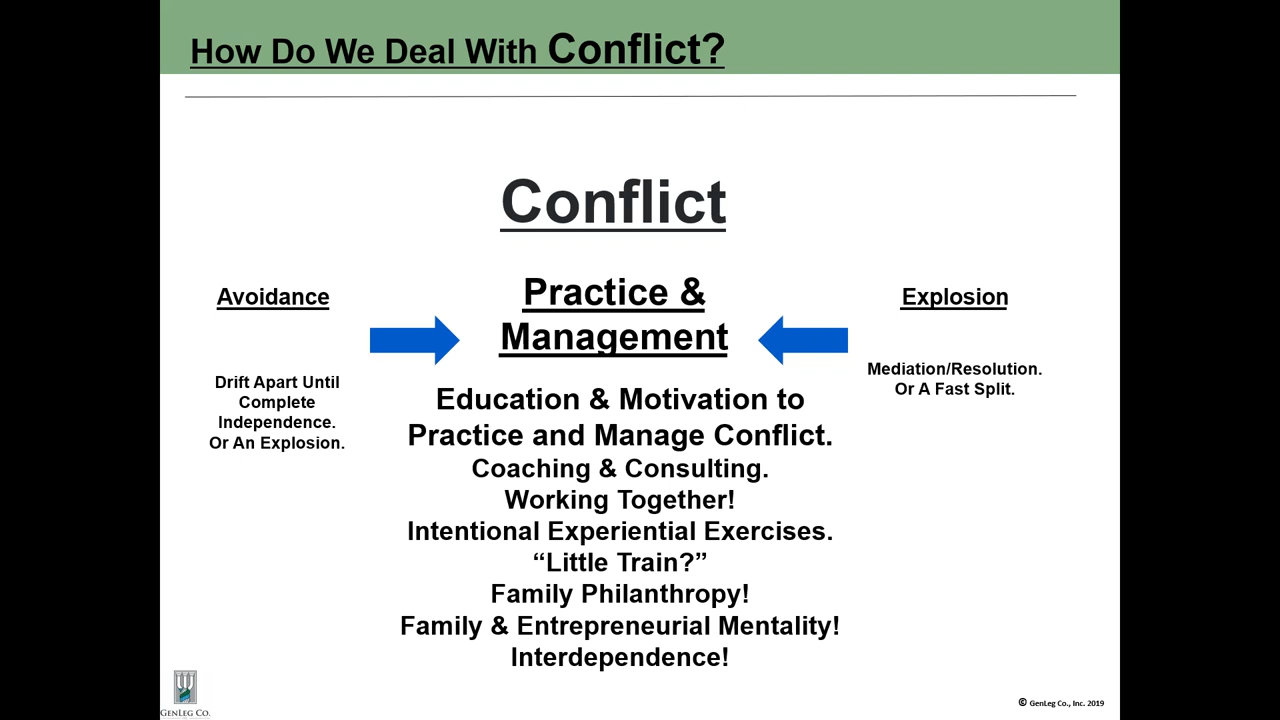 How Do We Deal With Conflict?
Conflict
Avoidance
Drift Apart Until
Complete
Independence.
Or An Explosion.
Practice &
Management
Education & Motivation to
Practice and Manage Conflict.
Coaching & Consulting.
Working Together!
Intentional Experiential Exercises.
“Little Train?”
Family Philanthropy!
Family & Entrepreneurial Mentality!
Interdependence!
Explosion
Mediation/Resolution.
Or A Fast Split.
GENLEG CO.
© GenLeg Co., Inc. 2019